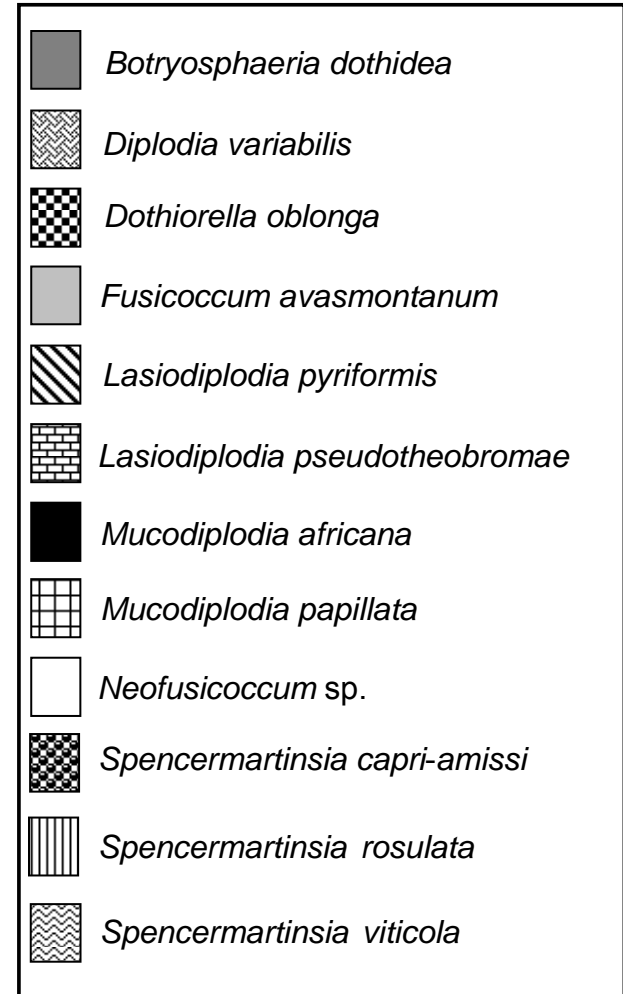 Botryosphaeria dothidea
Diplodia variabilis
Dothiorella oblonga
Fusicoccum avasmontanum
Lasiodiplodia pyriformis
Lasiodiplodia pseudotheobromae
Mucodiplodia africana
Mucodiplodia papillata
Neofusicoccum sp.
Spencermartinsia capri-amissi
Spencermartinsia rosulata
Spencermartinsia viticola